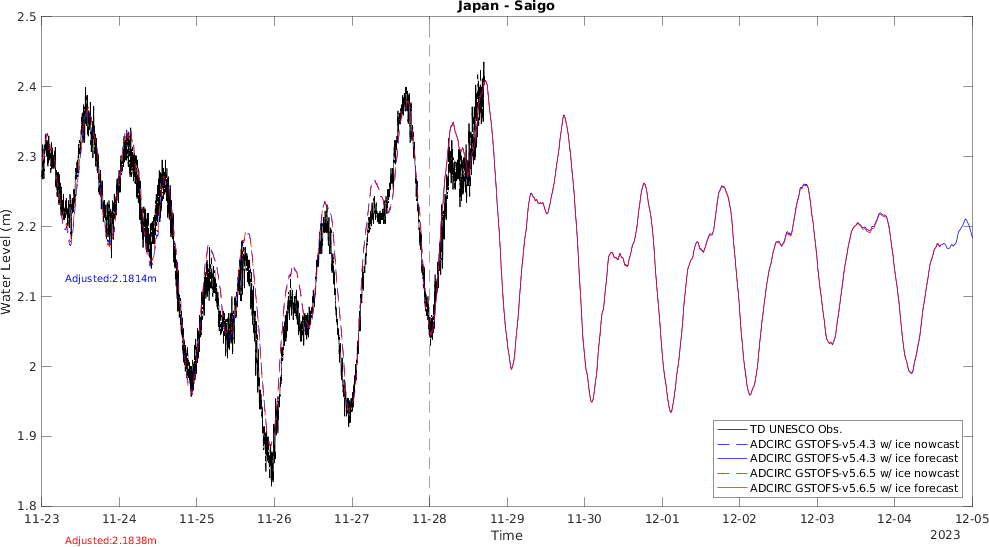 Japan - Saigo
2.5
2.4
2.3
2.2
2.1
2
1.9
1.8
Water Level (m)
Adjusted:2.1814m
TD UNESCO Obs.
ADCIRC GSTOFS-v5.4.3 w/ ice nowcast
ADCIRC GSTOFS-v5.4.3 w/ ice forecast
ADCIRC GSTOFS-v5.6.5 w/ ice nowcast
ADCIRC GSTOFS-v5.6.5 w/ ice forecast
11-23 11-24 11-25 11-26 11-27 11-28 11-29 11-30 12-01 12-02 12-03 12-04 12-05
Time
2023
Adjusted:2.1838m